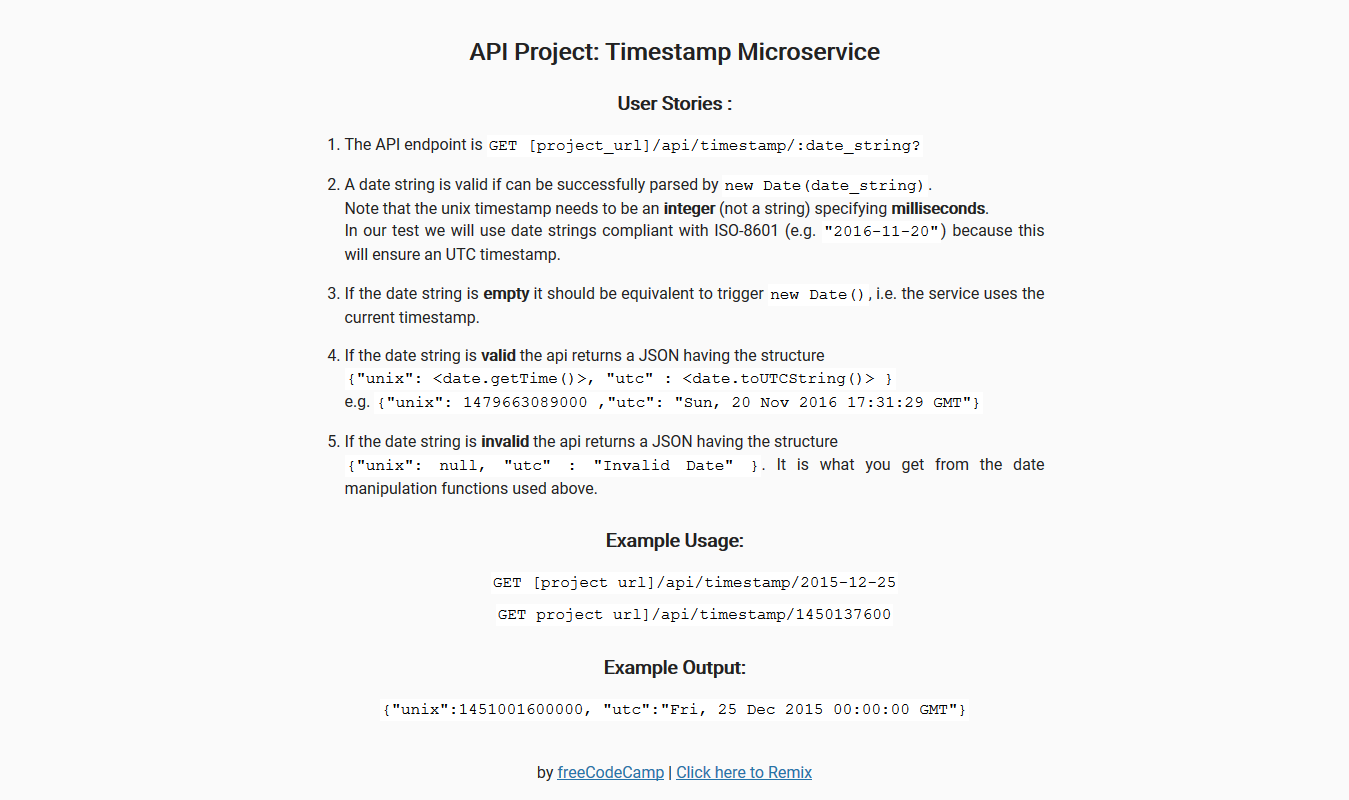 API Project: Timestamp Microservice
User Stories :
1. The API endpoint is GET [project_url]/api/timestamp/:date_string?
2. A date string is valid if can be successfully parsed by new Date(date_string) .
Note that the unix timestamp needs to be an integer (not a string) specifying milliseconds.
In our test we will use date strings compliant with ISO-8601 (e.g. "2016-11-20") because this
will ensure an UTC timestamp.
3. If the date string is empty it should be equivalent to trigger new Date() , i.e. the service uses the
current timestamp.
4. If the date string is valid the api returns a JSON having the structure
{"unix": <date.getTime()>, "utc" : <date.toUTCString()> }
e.g. {"unix": 1479663089000 ,"utc": "Sun, 20 Nov 2016 17:31:29 GMT"}
5. If the date string is invalid the api returns a JSON having the structure
{"unix": null, "utc" : "Invalid Date" }. It is what you get from the date
manipulation functions used above.
Example Usage:
GET [project url]/api/timestamp/2015-12-25
GET project url]/api/timestamp/1450137600
Example Output:
{"unix":1451001600000, "utc":"Fri, 25 Dec 2015 00:00:00 GMT"}
by freeCodeCamp | Click here to Remix